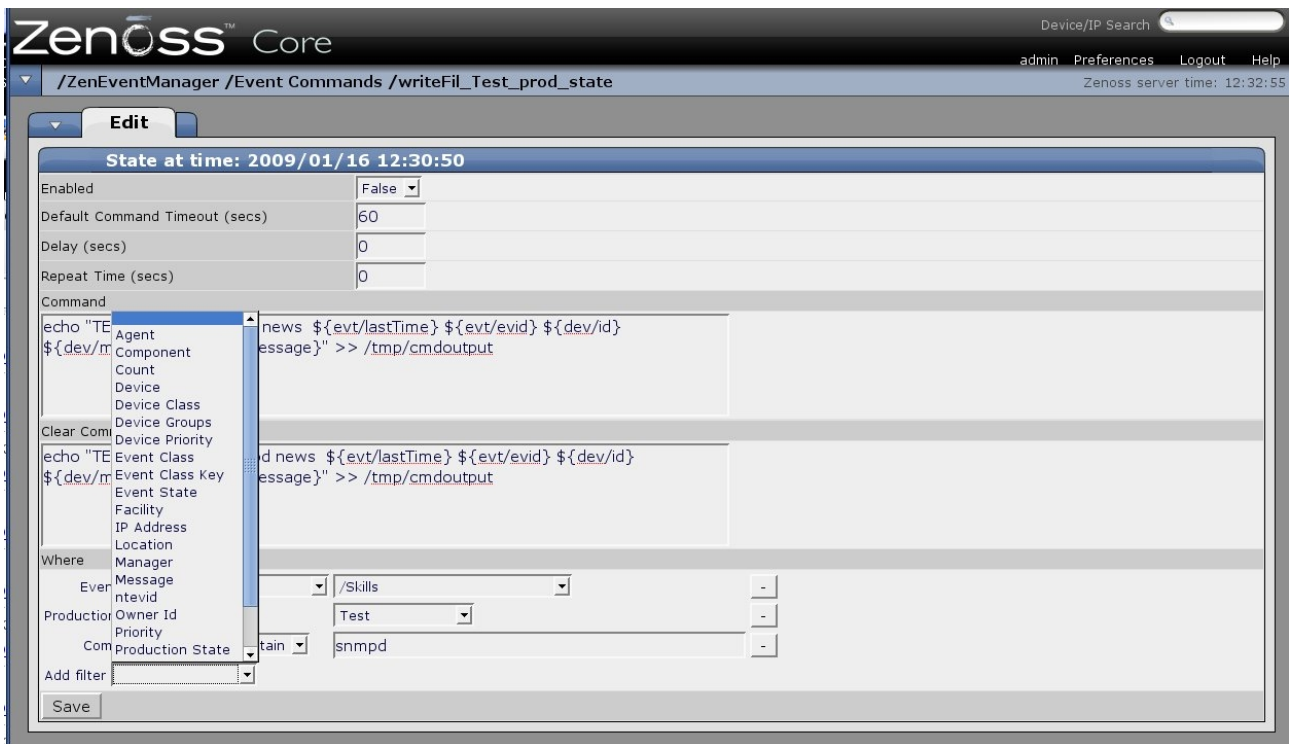 Zenoss™ Core
Device/IP Search
admin Preferences Logout Help
/ZenEventManager /Event Commands /writeFil_Test_prod_state
Zenoss server time: 12:32:55
Edit
State at time: 2009/01/16 12:30:50
Enabled False
Default Command Timeout (secs) 60
Delay (secs) 0
Repeat Time (secs) 0
Command
echo "TE news ${evt/lastTime} ${evt/evid} ${dev/id}
${dev/m essage}" >> /tmp/cmdoutput
Clear Com
echo "TE d news ${evt/lastTime} ${evt/evid} ${dev/id}
${dev/m essage}" >> /tmp/cmdoutput
Where
Even /Skills -
Production Test -
Com tain snmpd -
Add filter
Agent
Component
Count
Device
Device Class
Device Groups
Device Priority
Event Class
Event Class Key
Event State
Facility
IP Address
Location
Manager
Message
ntevid
Owner Id
Priority
Production State
Save